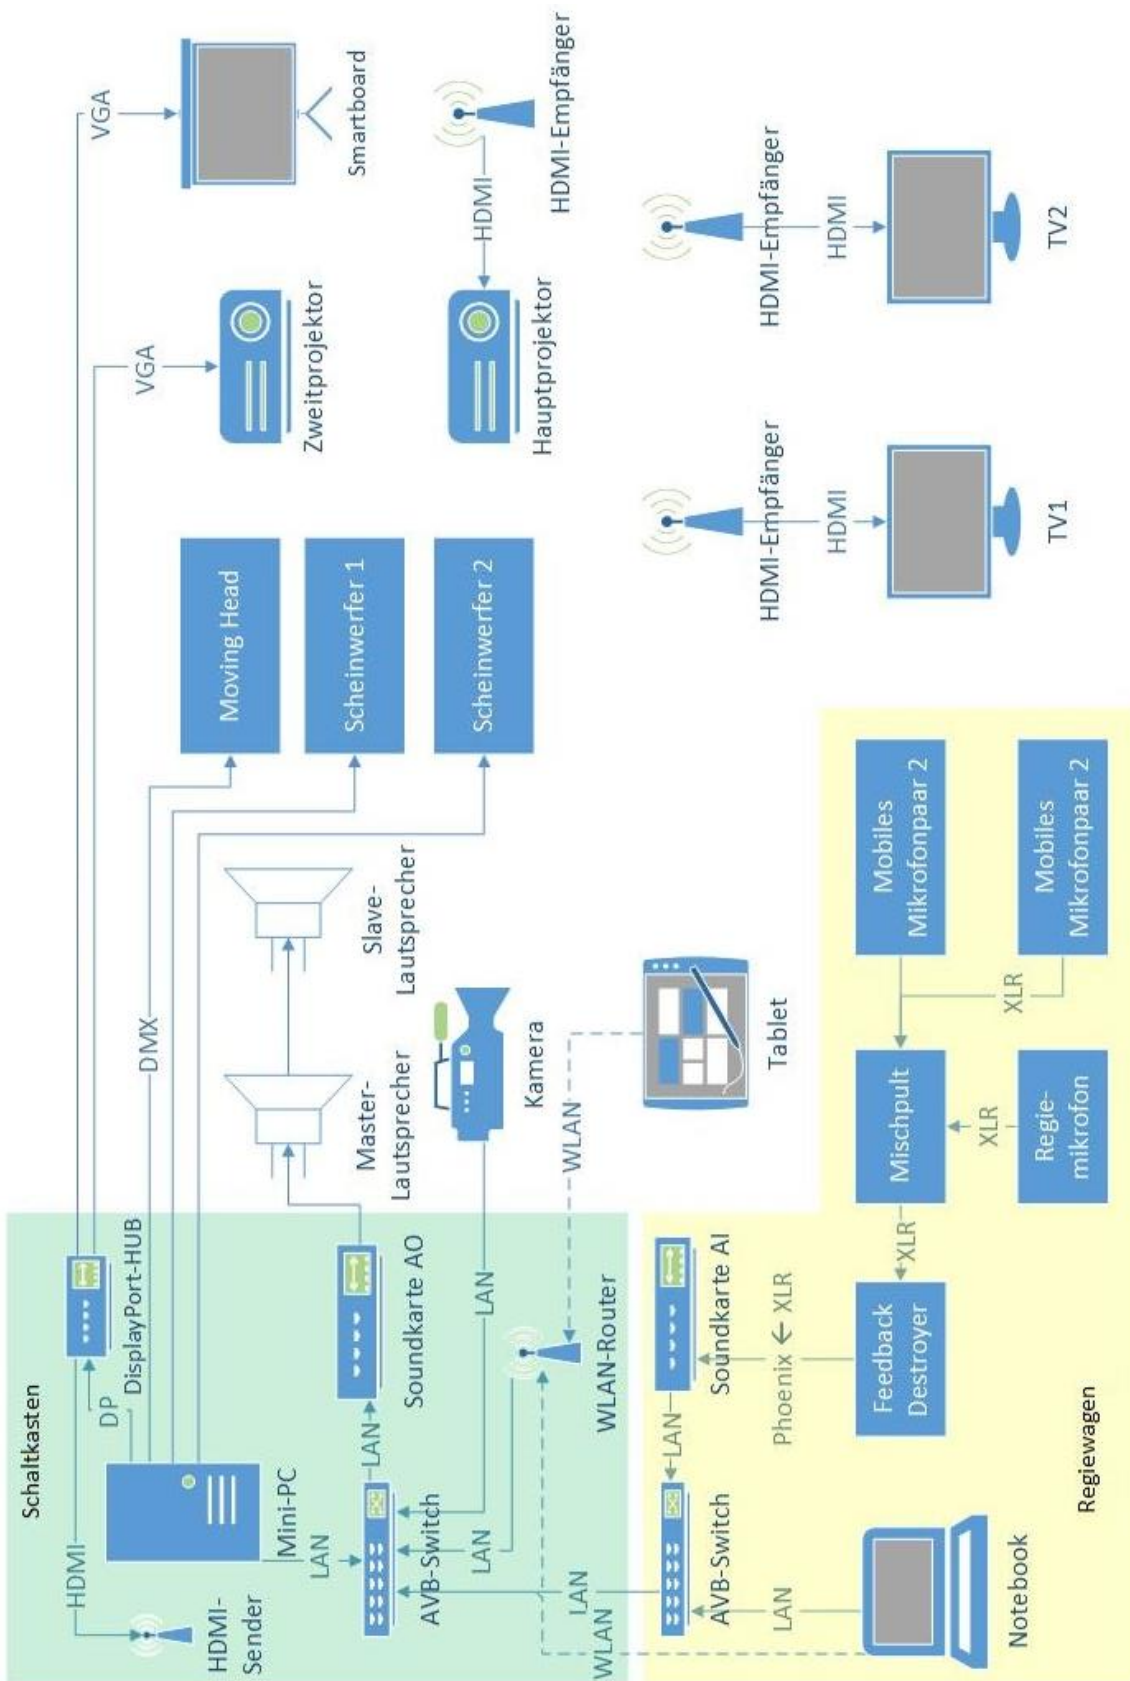 Schaltkasten
HDMI
DP
DisplayPort-HUB
VGA
VGA
DMX
HDMI-
Sender
Mini-PC
LAN
LAN
AVB-Switch
Soundkarte AO
Master-
Lautsprecher
Slave-
Lautsprecher
Moving Head
Scheinwerfer 1
Scheinwerfer 2
Zweitprojektor
Smartboard
Hauptprojektor
HDMI
HDMI-Empfänger
LAN
LAN
Kamera
WLAN-Router
WLAN
Tablet
LAN
WLAN
AVB-Switch
LAN
Soundkarte AI
LAN
Phoenix ← XLR
Notebook
Feedback
Destroyer
XLR
Mischpult
XLR
Regie-
mikrofon
XLR
Mobiles
Mikrofonpaar 2
Mobiles
Mikrofonpaar 2
Regiewagen
HDMI-Empfänger
HDMI
TV1
HDMI-Empfänger
HDMI
TV2